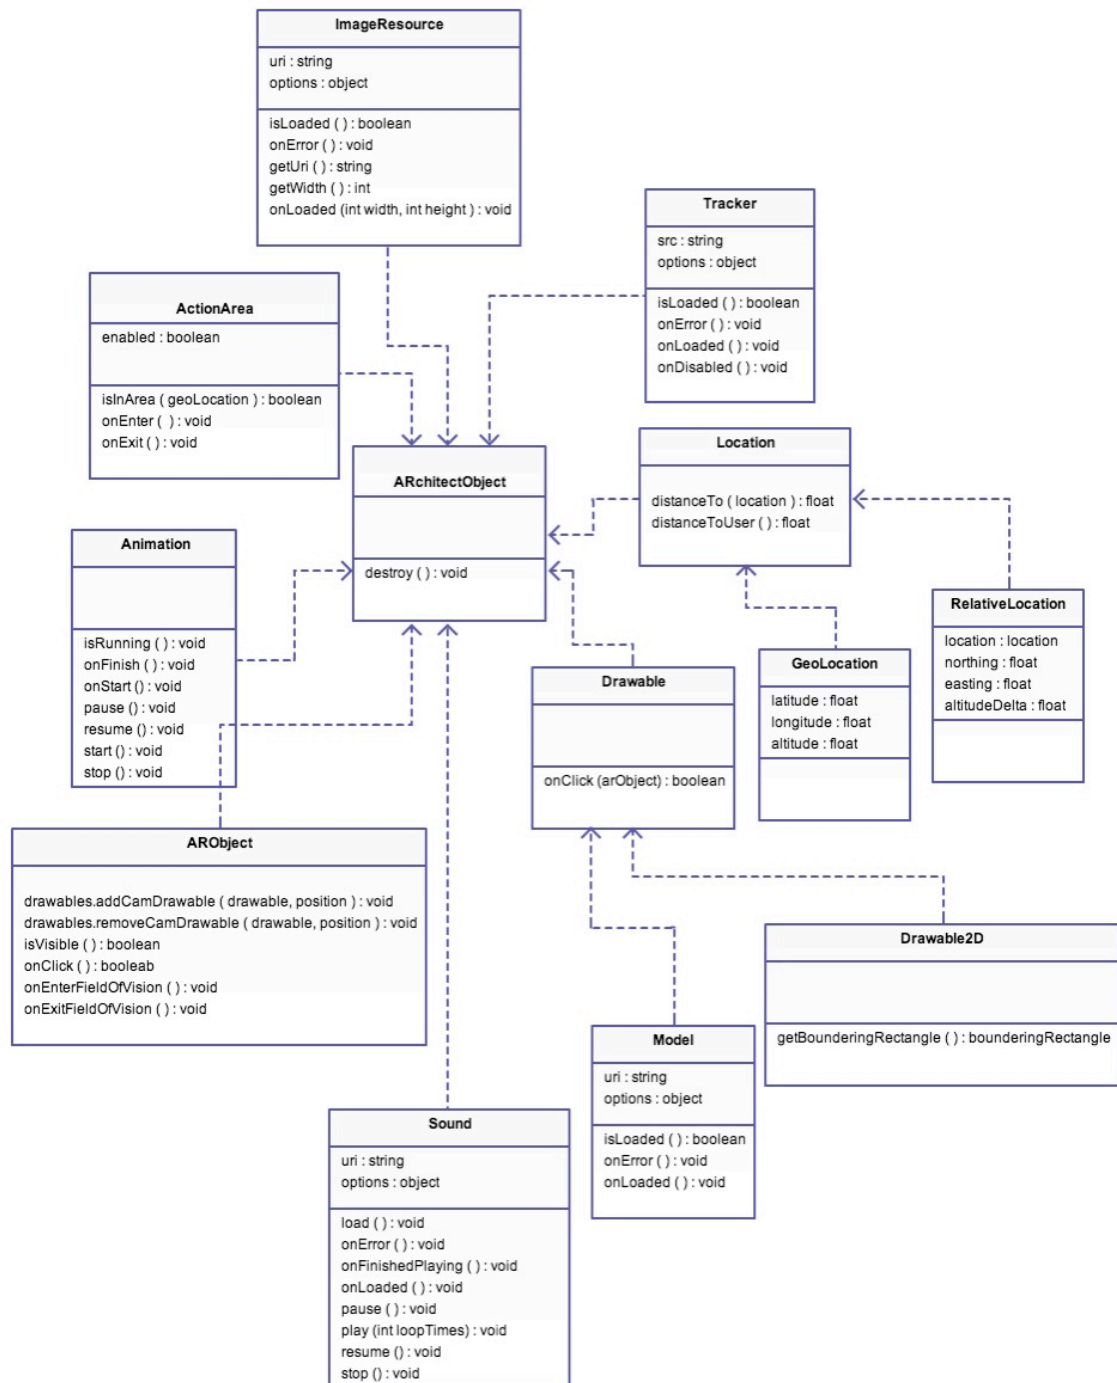 ImageResource
uri : string
options : object
isLoaded ( ) : boolean
onError ( ) : void
getUri ( ) : string
getWidth ( ) : int
onLoaded (int width, int height ) : void
Tracker
src : string
options : object
isLoaded ( ) : boolean
onError ( ) : void
onLoaded ( ) : void
onDisabled ( ) : void
ActionArea
enabled : boolean
isInArea ( geoLocation ) : boolean
onEnter ( ) : void
onExit ( ) : void
ARchitectObject
destroy ( ) : void
Location
distanceTo ( location ) : float
distanceToUser ( ) : float
Animation
isRunning ( ) : void
onFinish ( ) : void
onStart ( ) : void
pause ( ) : void
resume ( ) : void
start ( ) : void
stop ( ) : void
RelativeLocation
location : location
northing : float
easting : float
altitudeDelta : float
GeoLocation
latitude : float
longitude : float
altitude : float
Drawable
onClick (arObject) : boolean
ARObject
drawables.addCamDrawable ( drawable, position ) : void
drawables.removeCamDrawable ( drawable, position ) : void
isVisible ( ) : boolean
onClick ( ) : booleab
onEnterFieldOfVision ( ) : void
onExitFieldOfVision ( ) : void
Drawable2D
getBounderingRectangle ( ) : bounderingRectangle
Model
uri : string
options : object
isLoaded ( ) : boolean
onError ( ) : void
onLoaded ( ) : void
Sound
uri : string
options : object
load ( ) : void
onError ( ) : void
onFinishedPlaying ( ) : void
onLoaded ( ) : void
pause ( ) : void
play (int loopTimes) : void
resume () : void
stop () : void